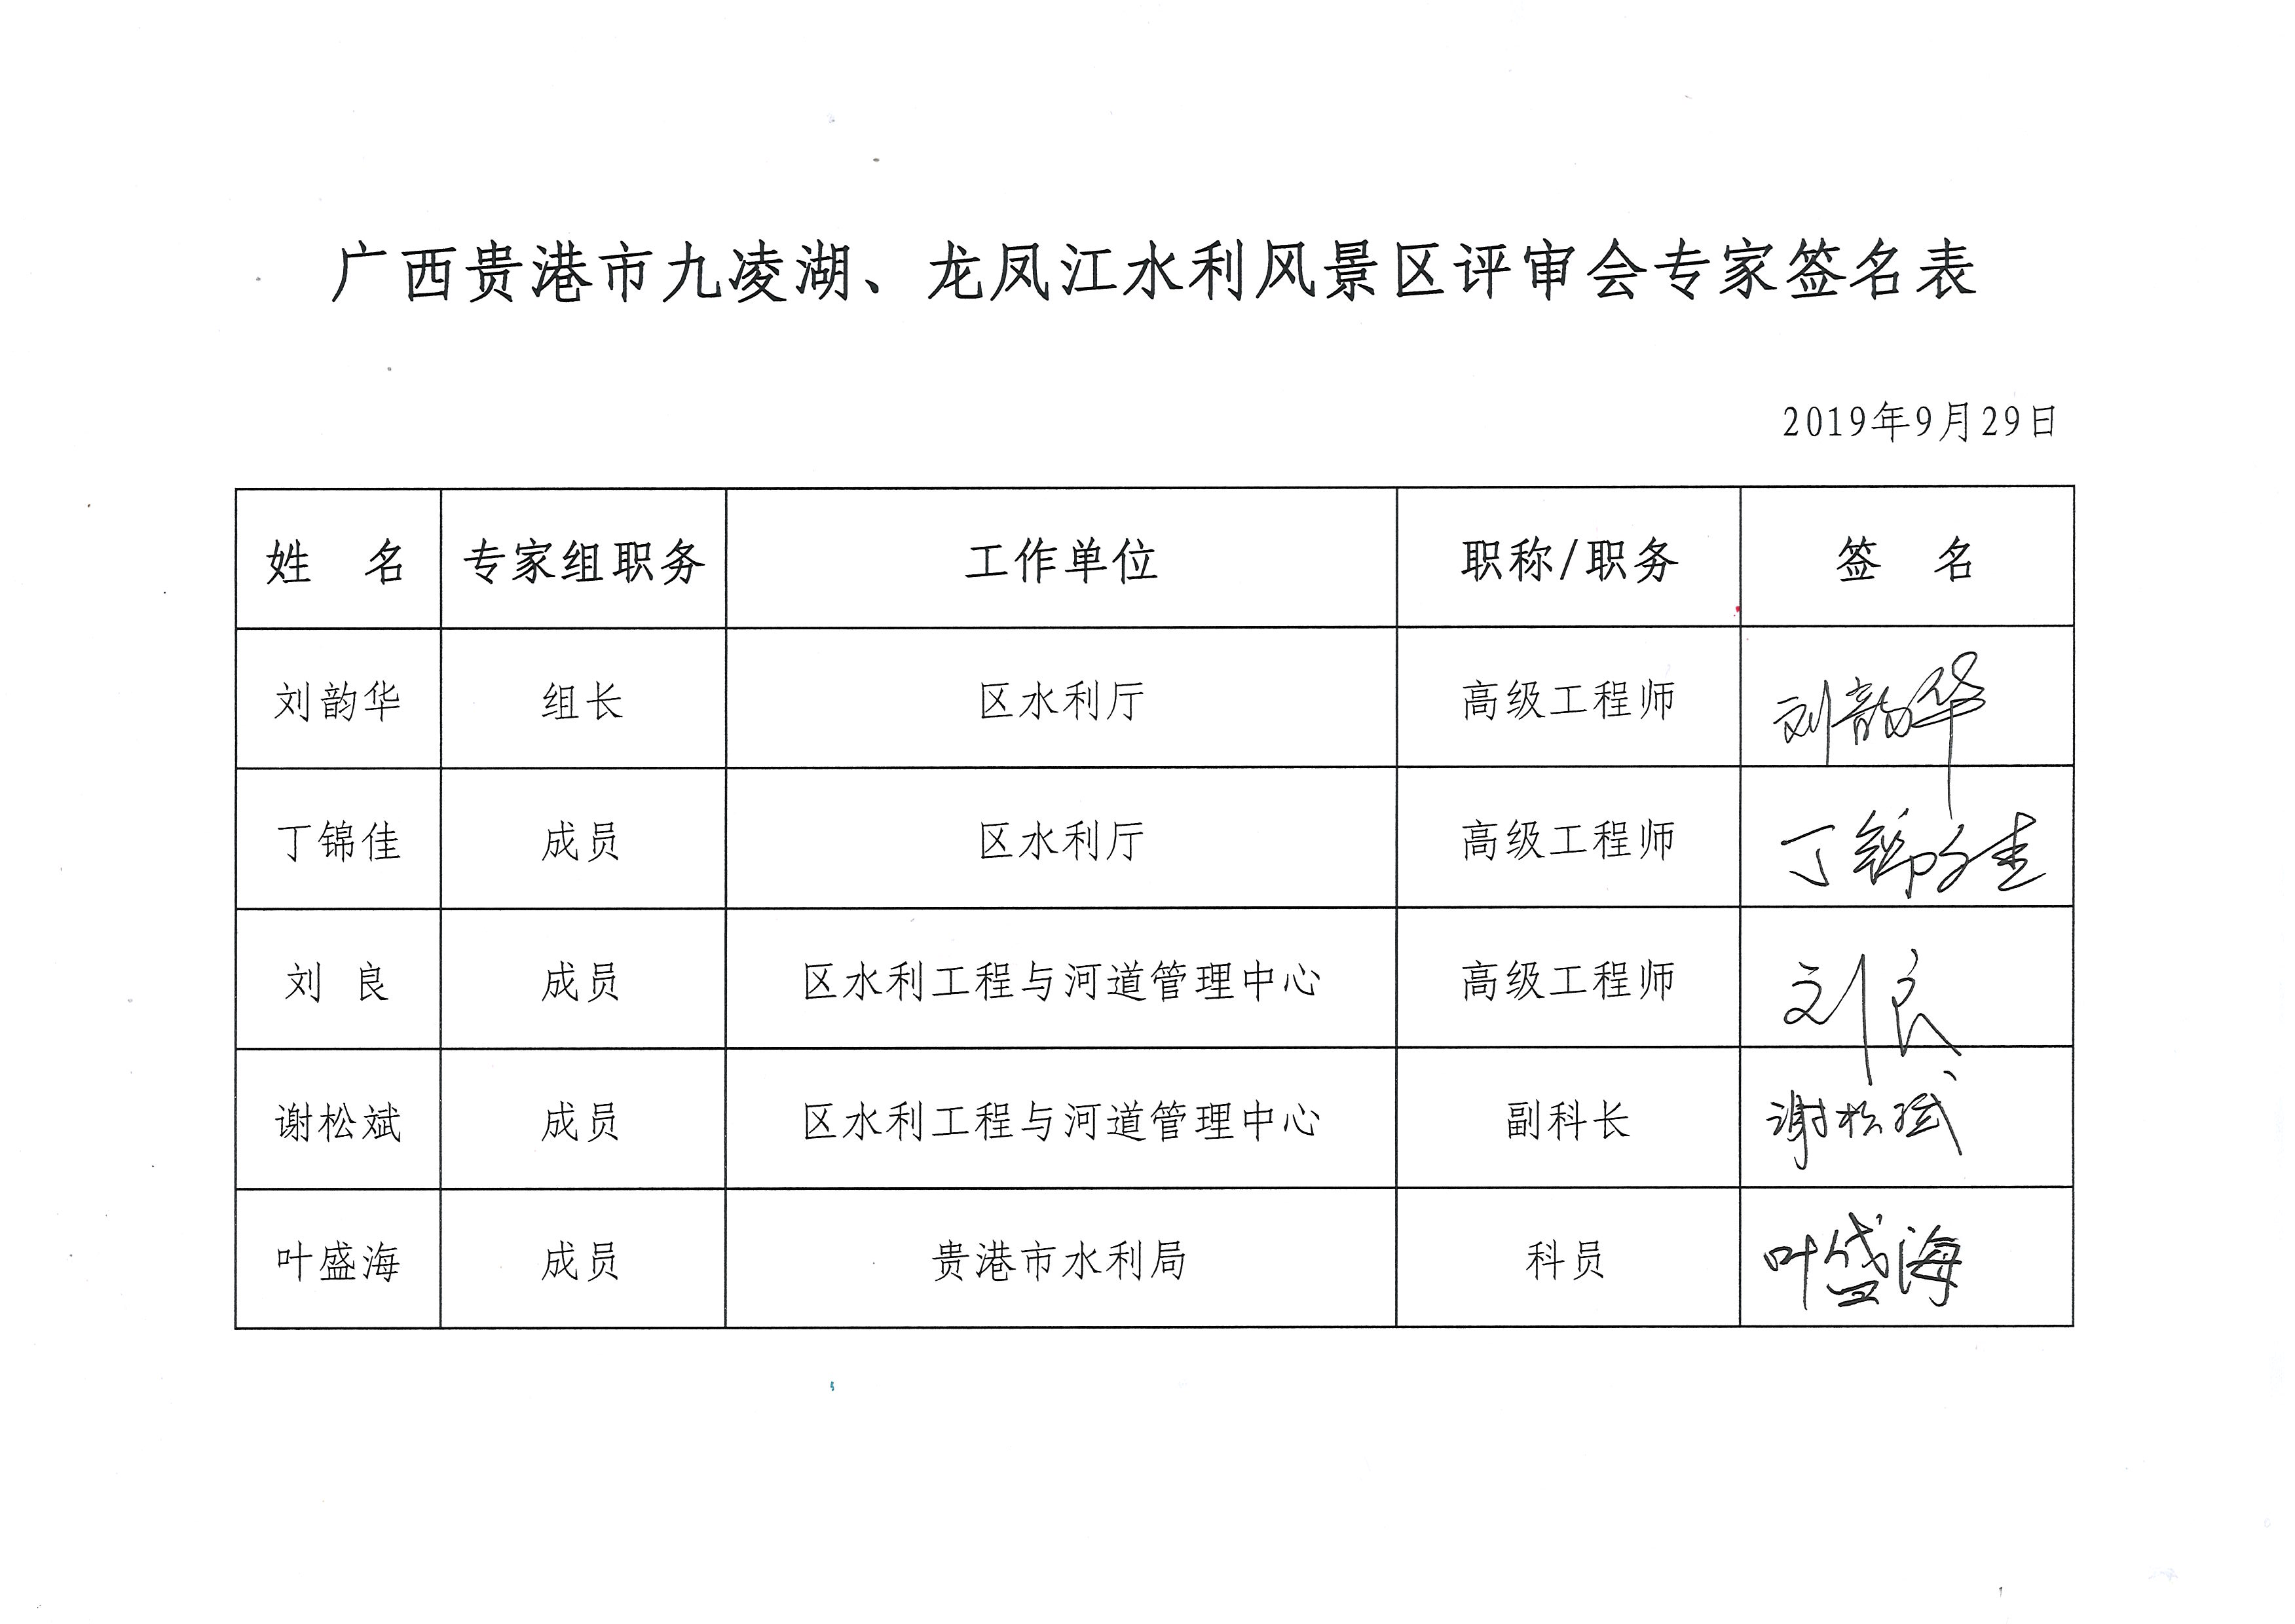 广西贵港市九凌湖、龙凤江水利风景区评审会专家签名表
2019年9月29日
姓 名 专家组职务 工作单位 职称/职务 签 名
刘韵华 组长 区水利厅 高级工程师 刘韵华
丁锦佳 成员 区水利厅 高级工程师 丁锦佳
刘 良 成员 区水利工程与河道管理中心 高级工程师 刘良
谢松斌 成员 区水利工程与河道管理中心 副科长 谢松斌
叶盛海 成员 贵港市水利局 科员 叶盛海